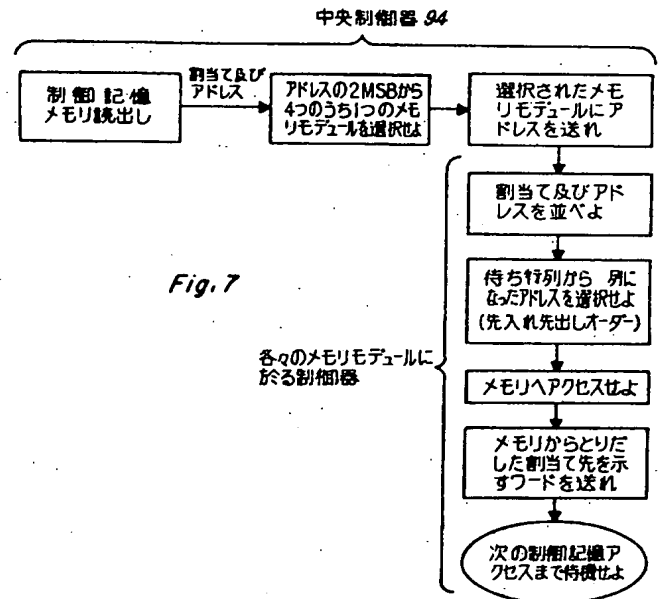 中央制御器 94
制御記憶
メモリ読出し
割当て及び
アドレス
アドレスの2MSBから
4つのうち1つのメモ
リモデュールを選択せよ
選択されたメモ
リモデュールにア
ドレスを送れ
割当て及びアド
レスを並べよ
Fig. 7
待ち行列から 列に
なったアドレスを選択せよ
(先入れ先出しオーダー)
各々のメモリモデュールに
於る制御器
メモリへアクセスせよ
メモリからとりだ
した割当て先を示
すワードを送れ
次の制御記憶ア
クセスまで待機せよ